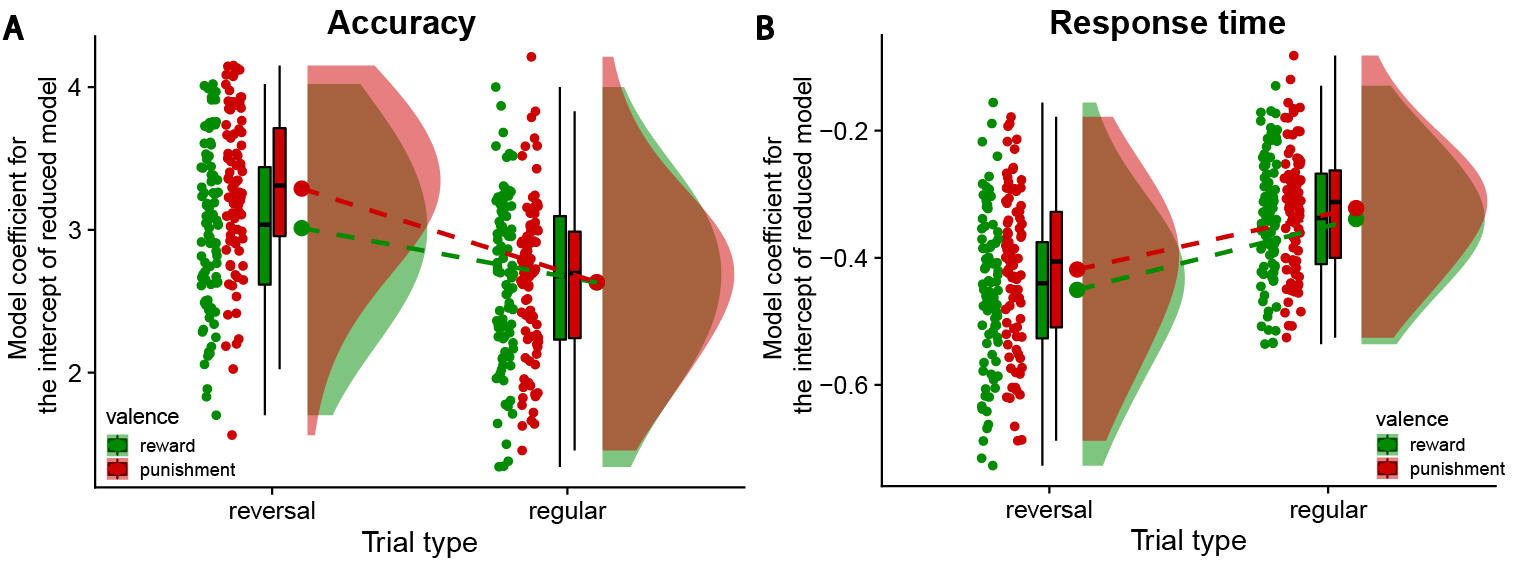 A
Accuracy
Model coefficient for
the intercept of reduced model
4
3
2
valence
reward
punishment
reversal
regular
Trial type
B
Response time
Model coefficient for
the intercept of reduced model
−0.2
−0.4
−0.6
valence
reward
punishment
reversal
regular
Trial type